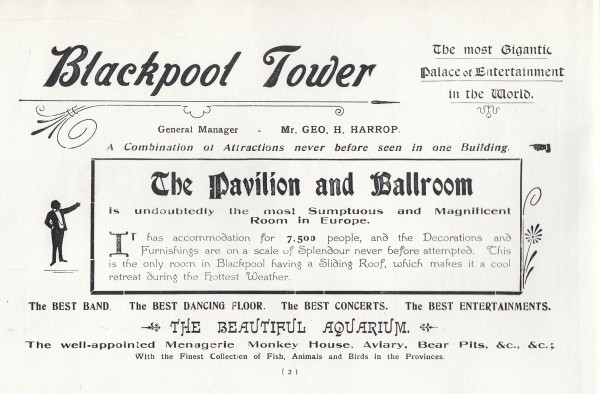 Blackpool Tower
The most Gigantic
Palace of Entertainment
in the World.
General Manager - Mr. GEO. H. HARROP.
A Combination of Attractions never before seen in one Building.
The Pavilion and Ballroom
is undoubtedly the most Sumptuous and Magnificent
Room in Europe.
IT has accommodation for 7,500 people, and the Decorations and
Furnishings are on a scale of Splendour never before attempted. This
is the only room in Blackpool having a Sliding Roof, which makes it a cool
retreat during the Hottest Weather.
The BEST BAND. The BEST DANCING FLOOR. The BEST CONCERTS. The BEST ENTERTAINMENTS.
THE BEAUTIFUL AQUARIUM.
The well-appointed Menagerie Monkey House, Aviary, Bear Pits, &c., &c.;
With the Finest Collection of Fish, Animals and Birds in the Provinces.
( 2 )